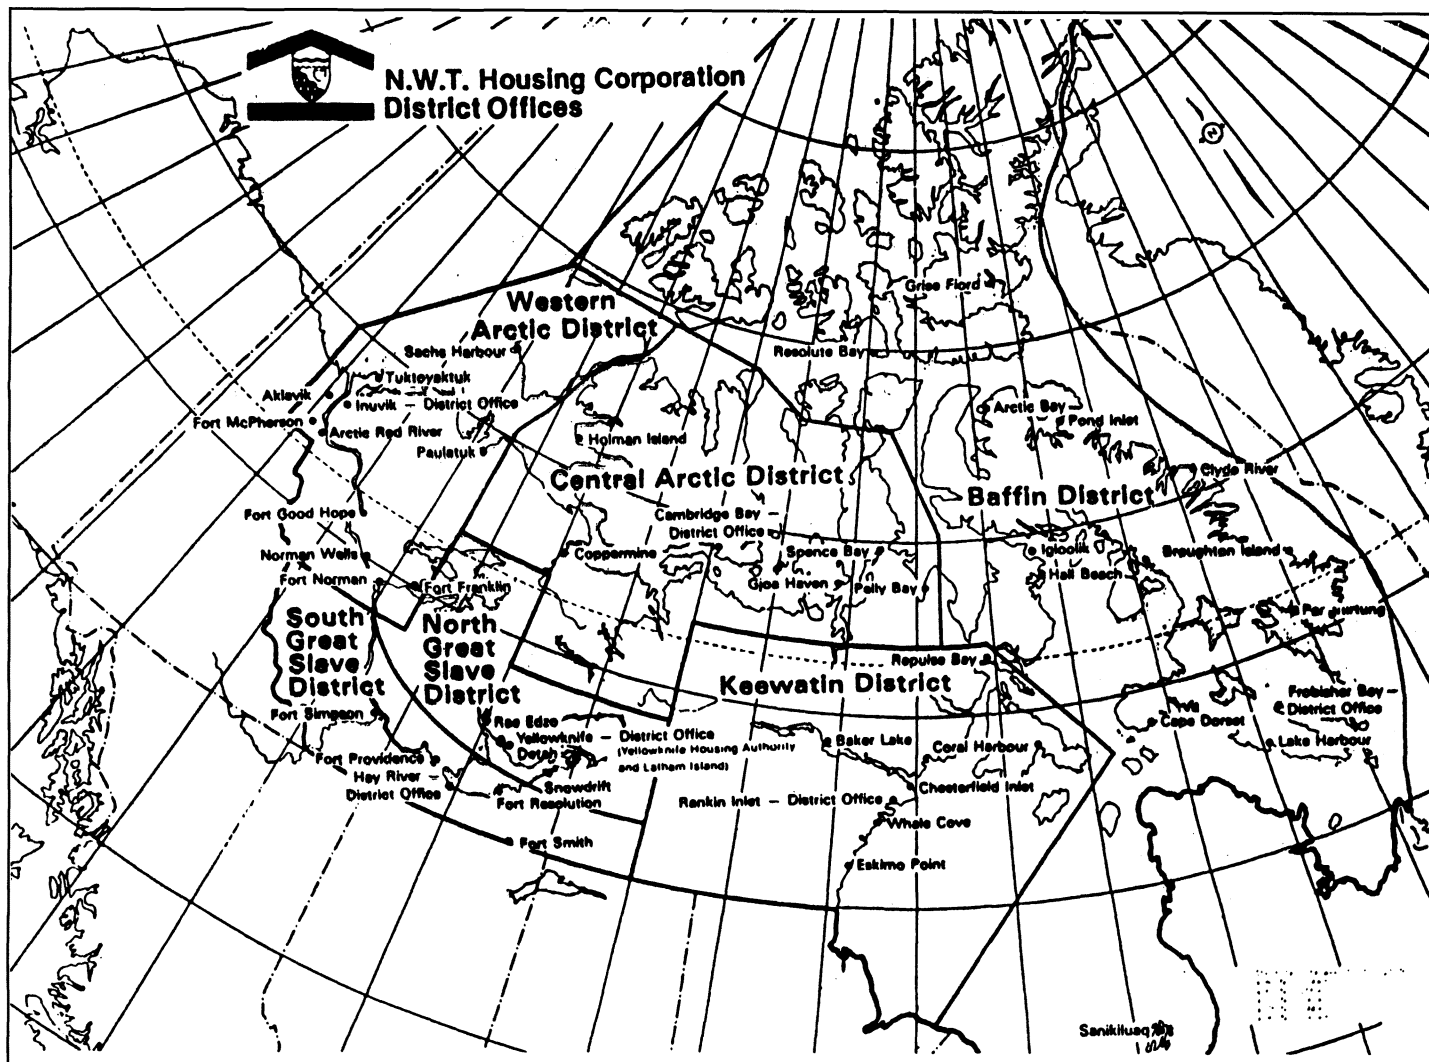 N.W.T. Housing Corporation
District Offices
Grise Fiord
Western
Arctic District
Sachs Harbour
Resolute Bay
Tuktoyaktuk
Aklavik
Inuvik – District Office
Fort McPherson
Arctic Red River
Paulatuk
Holman Island
Arctic Bay
Pond Inlet
Clyde River
Central Arctic District
Baffin District
Fort Good Hope
Cambridge Bay –
District Office
Norman Wells
Coppermine
Spence Bay
Igloolik
Broughton Island
Fort Norman
Fort Franklin
Gjoa Haven
Pelly Bay
Hall Beach
South
Great
Slave
District
North
Great
Slave
District
Repulse Bay
Keewatin District
Frobisher Bay –
District Office
Fort Simpson
Rae Edzo
Cape Dorset
Yellowknife – District Office
(Yellowknife Housing Authority
and Latham Island)
Detah
Baker Lake
Coral Harbour
Lake Harbour
Fort Providence
Hay River –
District Office
Snowdrift
Fort Resolution
Chesterfield Inlet
Rankin Inlet – District Office
Whale Cove
Fort Smith
Eskimo Point
Sanikiluaq